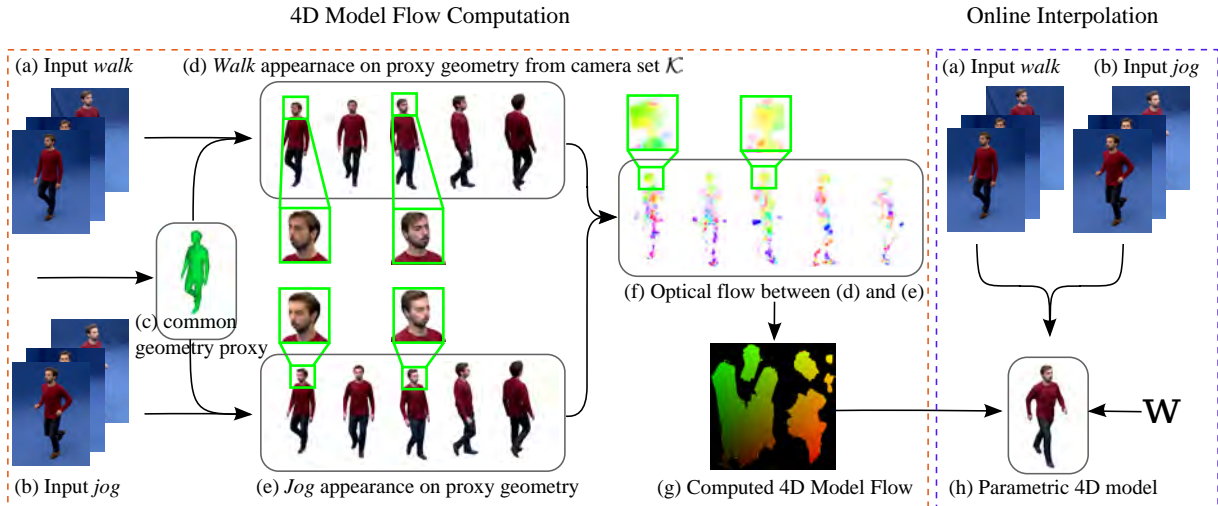 4D Model Flow Computation
Online Interpolation
(a) Input walk
(d) Walk appearnace on proxy geometry from camera set 𝒦
(a) Input walk
(b) Input jog
(c) common
geometry proxy
(f) Optical flow between (d) and (e)
w
(b) Input jog
(e) Jog appearance on proxy geometry
(g) Computed 4D Model Flow
(h) Parametric 4D model